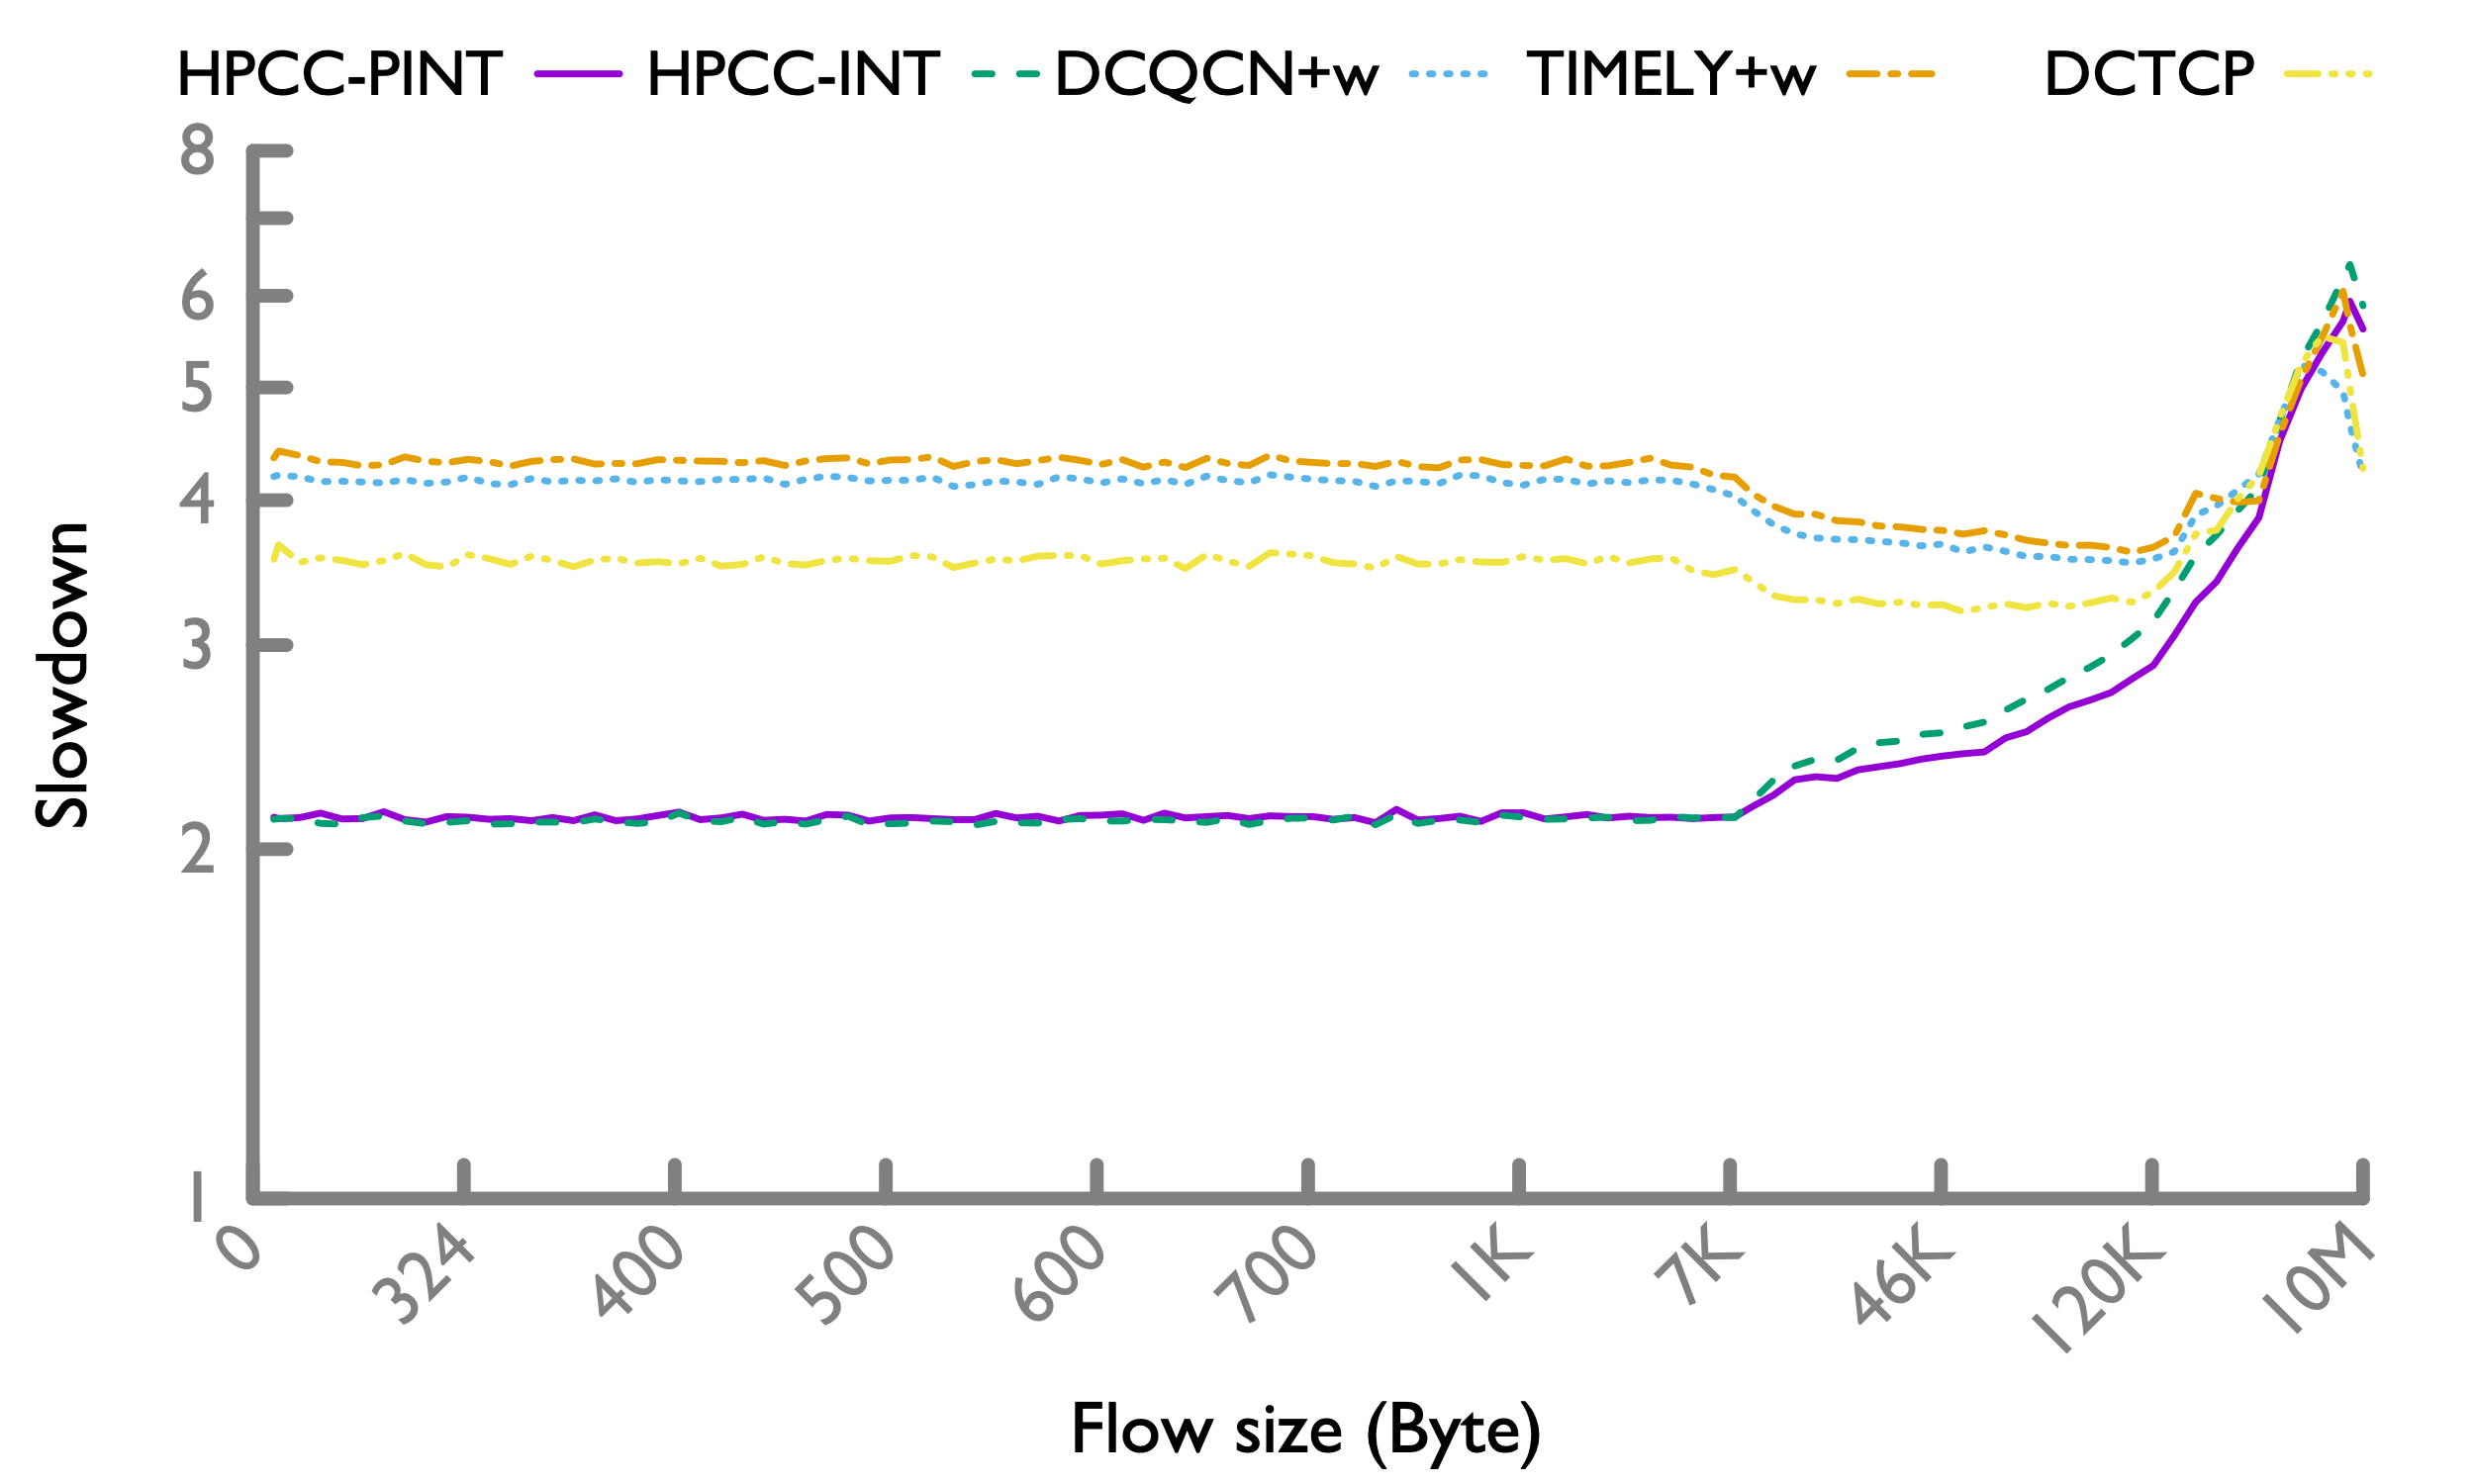 HPCC-PINT HPCC-INT DCQCN+w TIMELY+w DCTCP
8
6
5
4
3
2
1
Slowdown
0 324 400 500 600 700 1K 7K 46K 120K 10M
Flow size (Byte)